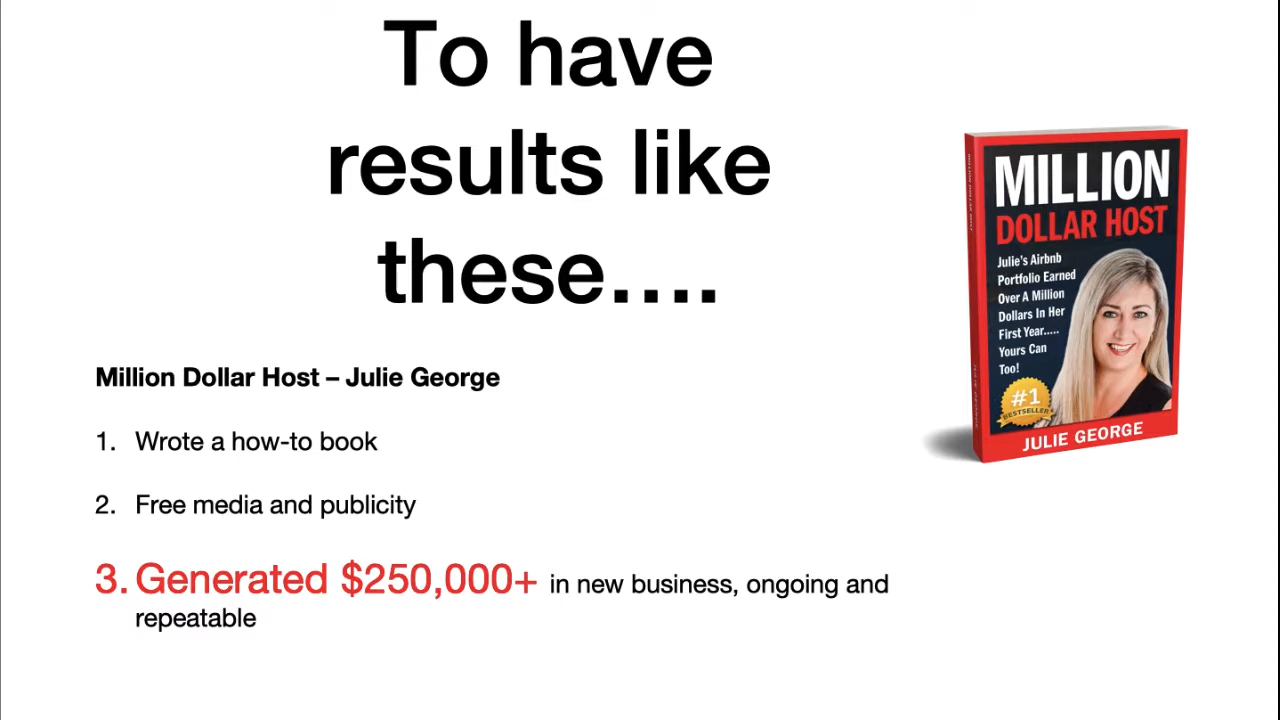 To have
results like
these....
Million Dollar Host – Julie George
1. Wrote a how-to book
2. Free media and publicity
3. Generated $250,000+ in new business, ongoing and
repeatable
MILLION
DOLLAR HOST
Julie's Airbnb
Portfolio Earned
Over A Million
Dollars In Her
First Year.....
Yours Can
Too!
#1
BESTSELLER
JULIE GEORGE